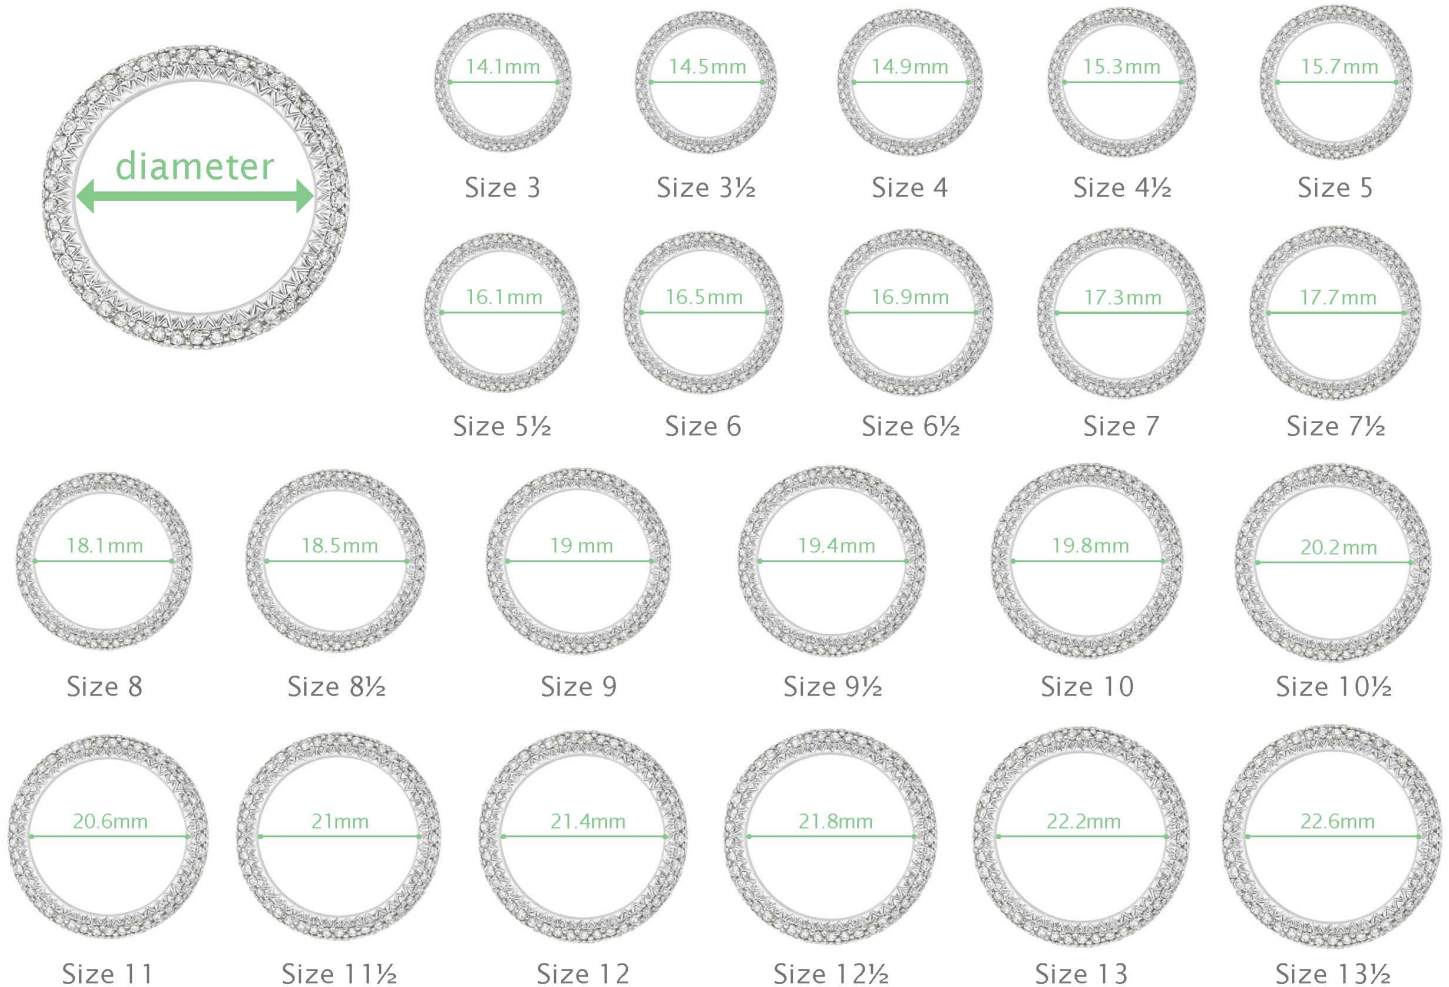 diameter
14.1mm
14.5mm
14.9mm
15.3mm
15.7mm
Size 3
Size 3½
Size 4
Size 4½
Size 5
16.1mm
16.5mm
16.9mm
17.3mm
17.7mm
Size 5½
Size 6
Size 6½
Size 7
Size 7½
18.1mm
18.5mm
19 mm
19.4mm
19.8mm
20.2mm
Size 8
Size 8½
Size 9
Size 9½
Size 10
Size 10½
20.6mm
21mm
21.4mm
21.8mm
22.2mm
22.6mm
Size 11
Size 11½
Size 12
Size 12½
Size 13
Size 13½